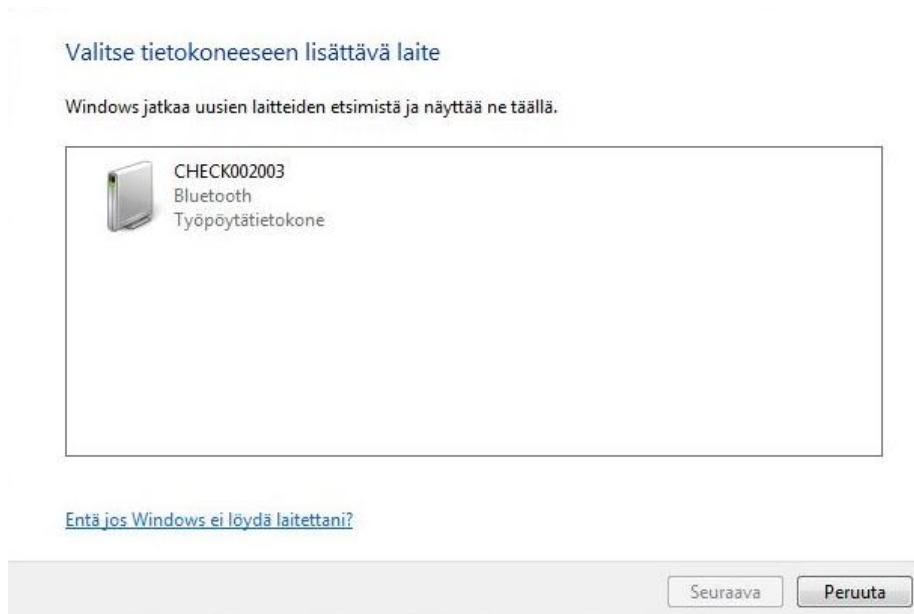 Valitse tietokoneeseen lisättävä laite
Windows jatkaa uusien laitteiden etsimistä ja näyttää ne täällä.
CHECK002003
Bluetooth
Työpöytätietokone
Entä jos Windows ei löydä laitettani?
Seuraava
Peruuta